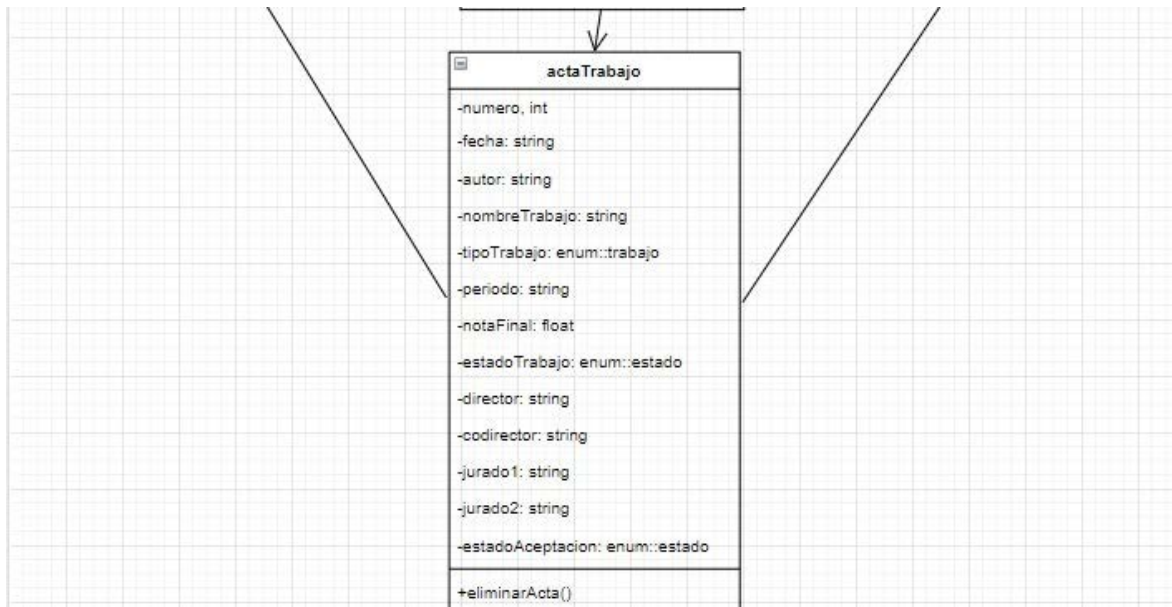 actaTrabajo
-numero, int
-fecha: string
-autor: string
-nombreTrabajo: string
-tipoTrabajo: enum::trabajo
-periodo: string
-notaFinal: float
-estadoTrabajo: enum::estado
-director: string
-codirector: string
-jurado1: string
-jurado2: string
-estadoAceptacion: enum::estado
+eliminarActa()